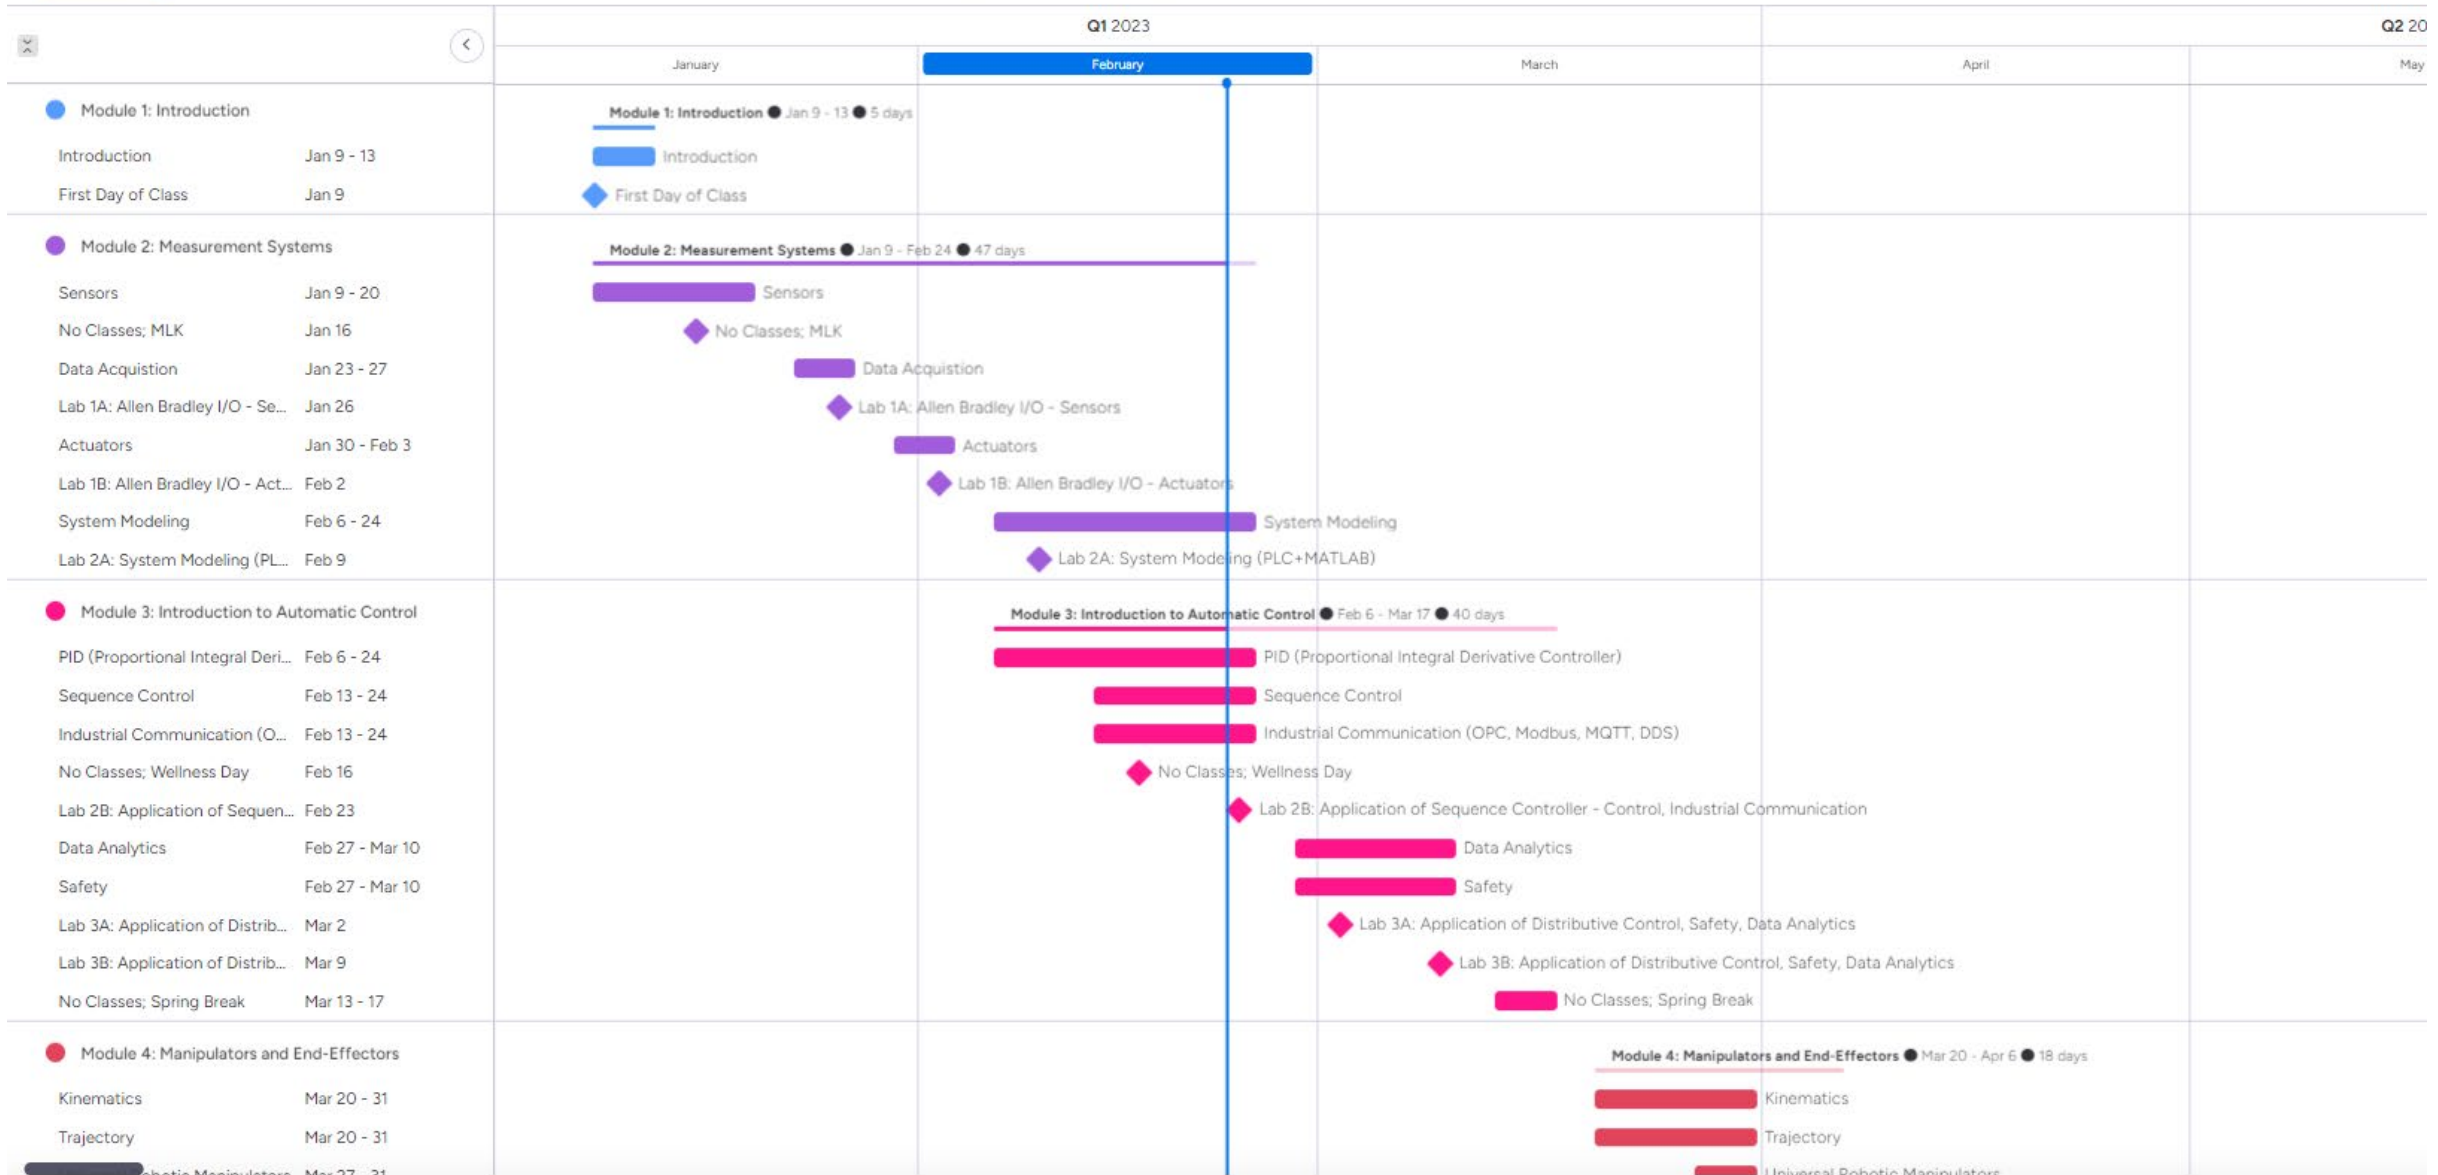 Q1 2023
Q2 20
January
February
March
April
May
Module 1: Introduction
Module 1: Introduction ● Jan 9 - 13 ● 5 days
Introduction Jan 9 - 13
Introduction
First Day of Class Jan 9
First Day of Class
Module 2: Measurement Systems
Module 2: Measurement Systems ● Jan 9 - Feb 24 ● 47 days
Sensors Jan 9 - 20
Sensors
No Classes; MLK Jan 16
No Classes; MLK
Data Acquistion Jan 23 - 27
Data Acquistion
Lab 1A: Allen Bradley I/O - Se... Jan 26
Lab 1A: Allen Bradley I/O - Sensors
Actuators Jan 30 - Feb 3
Actuators
Lab 1B: Allen Bradley I/O - Act... Feb 2
Lab 1B: Allen Bradley I/O - Actuators
System Modeling Feb 6 - 24
System Modeling
Lab 2A: System Modeling (PL... Feb 9
Lab 2A: System Modeling (PLC+MATLAB)
Module 3: Introduction to Automatic Control
Module 3: Introduction to Automatic Control ● Feb 6 - Mar 17 ● 40 days
PID (Proportional Integral Deri... Feb 6 - 24
PID (Proportional Integral Derivative Controller)
Sequence Control Feb 13 - 24
Sequence Control
Industrial Communication (O... Feb 13 - 24
Industrial Communication (OPC, Modbus, MQTT, DDS)
No Classes; Wellness Day Feb 16
No Classes; Wellness Day
Lab 2B: Application of Sequen... Feb 23
Lab 2B: Application of Sequence Controller - Control, Industrial Communication
Data Analytics Feb 27 - Mar 10
Data Analytics
Safety Feb 27 - Mar 10
Safety
Lab 3A: Application of Distrib... Mar 2
Lab 3A: Application of Distributive Control, Safety, Data Analytics
Lab 3B: Application of Distrib... Mar 9
Lab 3B: Application of Distributive Control, Safety, Data Analytics
No Classes; Spring Break Mar 13 - 17
No Classes; Spring Break
Module 4: Manipulators and End-Effectors
Module 4: Manipulators and End-Effectors ● Mar 20 - Apr 6 ● 18 days
Kinematics Mar 20 - 31
Kinematics
Trajectory Mar 20 - 31
Trajectory
Manipulators Mar 27 - 31
Universal Robotic Manipulators